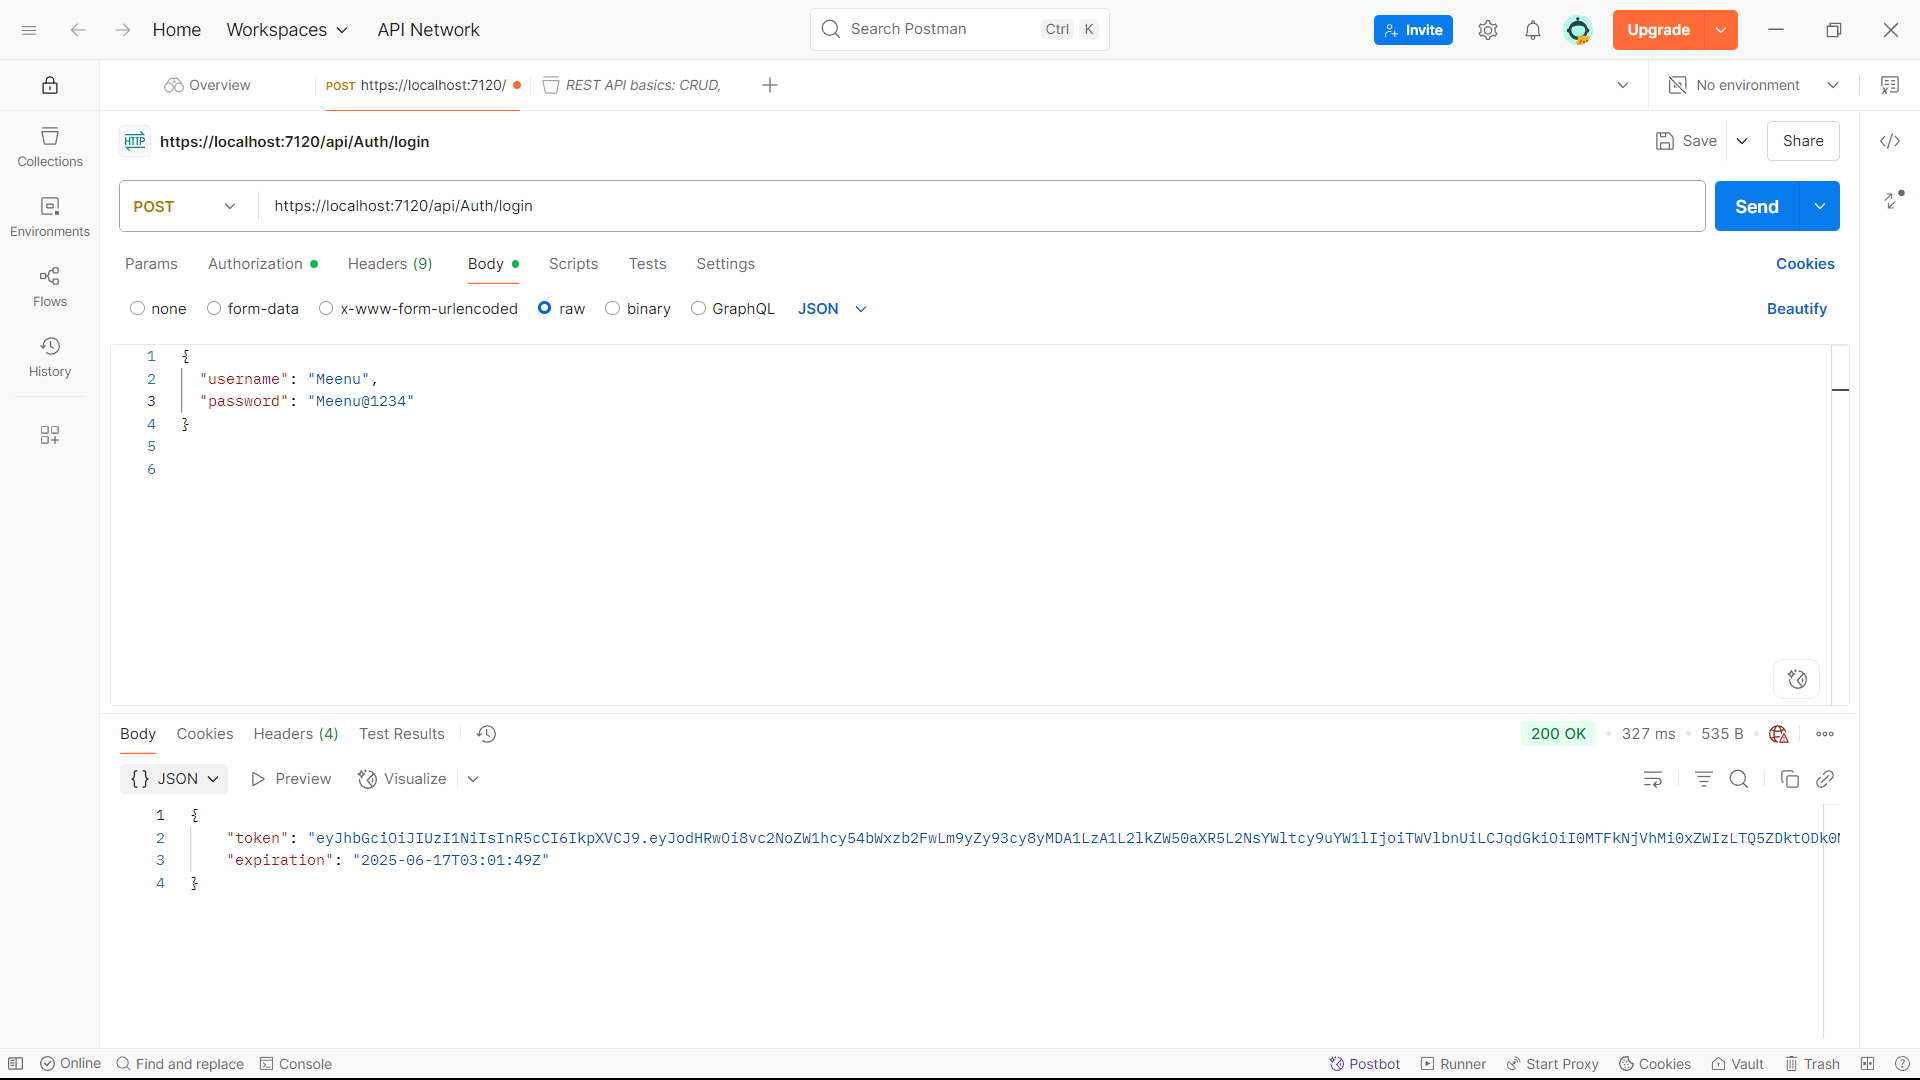 Home Workspaces API Network Search Postman Ctrl K Invite Upgrade
Overview POST https://localhost:7120/ REST API basics: CRUD, No environment
Collections
Environments
Flows
History
HTTP https://localhost:7120/api/Auth/login Save Share
POST https://localhost:7120/api/Auth/login Send
Params Authorization Headers (9) Body Scripts Tests Settings Cookies
none form-data x-www-form-urlencoded raw binary GraphQL JSON Beautify
1 {
2 "username": "Meenu",
3 "password": "Meenu@1234"
4 }
5
6
Body Cookies Headers (4) Test Results 200 OK 327 ms 535 B
{} JSON Preview Visualize
1 {
2 "token": "eyJhbGciOiJIUzI1NiIsInR5cCI6IkpXVCJ9.eyJodHRwOi8vc2NoZW1hcy54bWxzb2FwLm9yZy93cy8yMDA1LzA1L2lkZW50aXR5L2NsYWltcy9uYW1lIjoiTWVlbnUiLCJqdGkiOiI0MTFkNjVhMi0xZWIzLTQ5ZDktODk0
3 "expiration": "2025-06-17T03:01:49Z"
4 }
Online Find and replace Console Postbot Runner Start Proxy Cookies Vault Trash